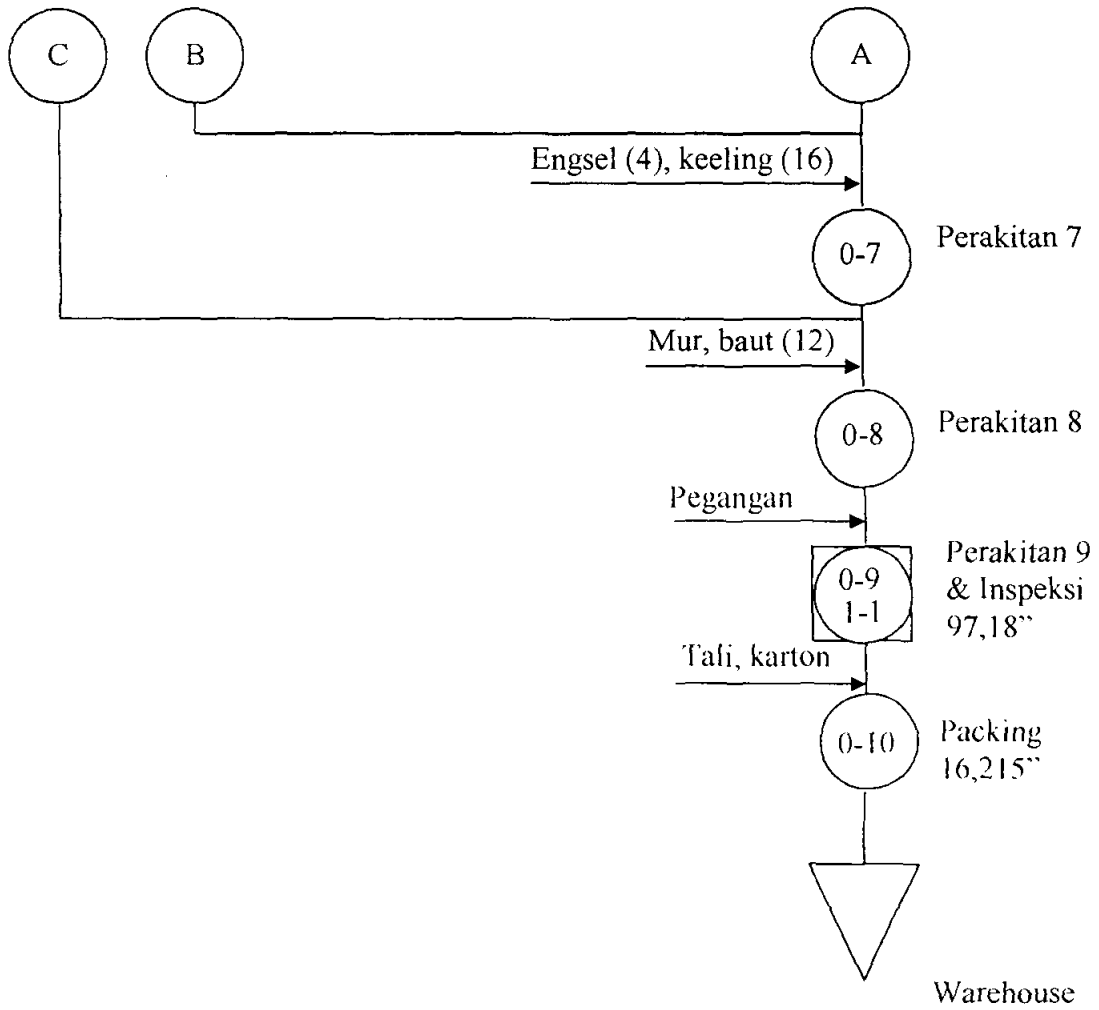 C
B
A
Engsel (4), keeling (16)
0-7
Perakitan 7
Mur, baut (12)
0-8
Perakitan 8
Pegangan
0-9
1-1
Perakitan 9
& Inspeksi
97,18”
Tali, karton
0-10
Packing
16,215”
Warehouse